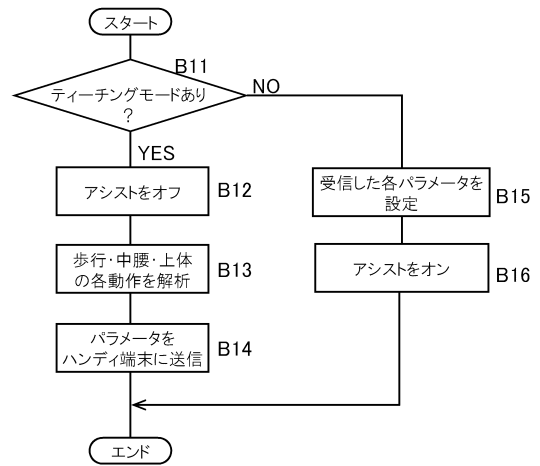 スタート
B11
ティーチングモードあり
?
NO
YES
アシストをオフ
B12
受信した各パラメータを
設定
B15
歩行・中腰・上体
の各動作を解析
B13
アシストをオン
B16
パラメータを
ハンディ端末に送信
B14
エンド